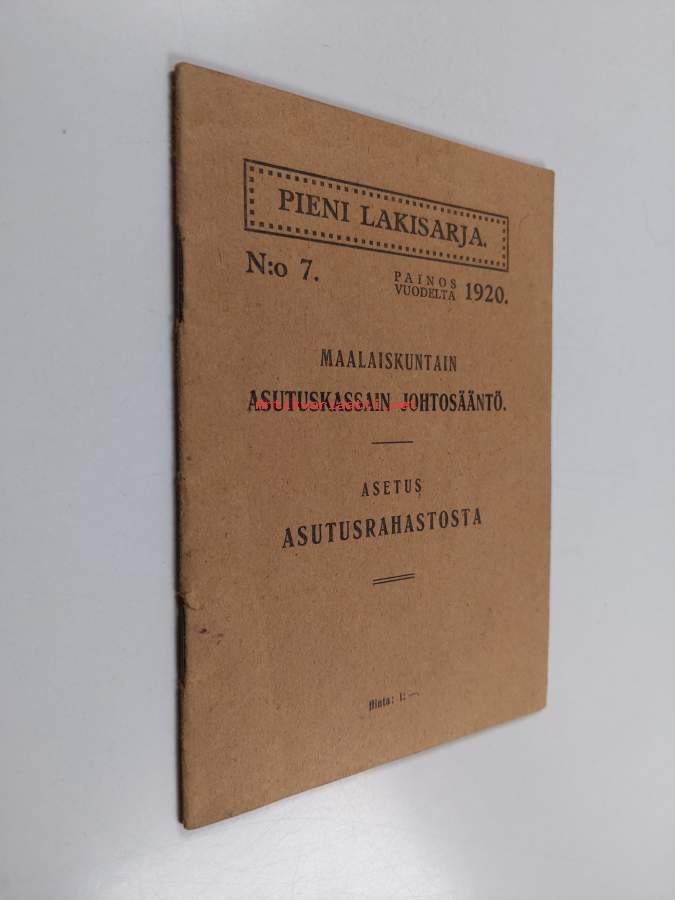 PIENI LAKISARJA.
N:o 7. PAINOS VUODELTA 1920.
MAALAISKUNTAIN
ASUTUSKASSAIN JOHTOSÄÄNTÖ.
ASETUS
ASUTUSRAHASTOSTA
Hinta: 1: —.